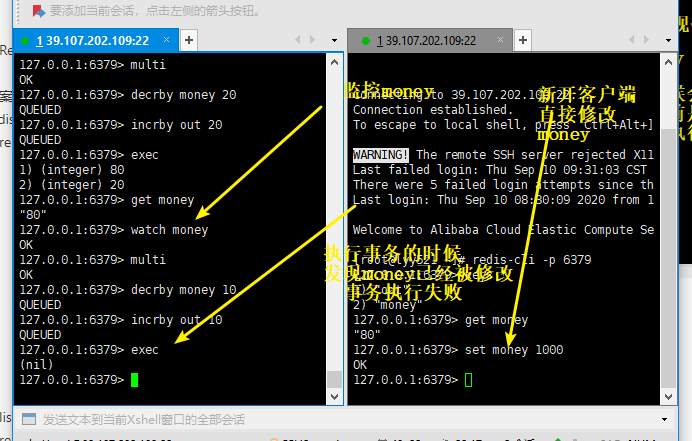 要添加当前会话，点击左侧的箭头按钮。
1 39.107.202.109:22
1 39.107.202.109:22
127.0.0.1:6379> multi
OK
127.0.0.1:6379> decrby money 20
QUEUED
127.0.0.1:6379> incrby out 20
QUEUED
127.0.0.1:6379> exec
1) (integer) 80
2) (integer) 20
127.0.0.1:6379> get money
"80"
127.0.0.1:6379> watch money
OK
127.0.0.1:6379> multi
OK
127.0.0.1:6379> decrby money 10
QUEUED
127.0.0.1:6379> incrby out 10
QUEUED
127.0.0.1:6379> exec
(nil)
127.0.0.1:6379>
监控money
新开客户端
直接修改
money
to 39.107.202.109:22.
Connection established.
To escape to local shell, press 'Ctrl+Alt+]
WARNING! The remote SSH server rejected X11
Last failed login: Thu Sep 10 09:31:03 CST
There were 5 failed login attempts since th
Last login: Thu Sep 10 08:30:09 2020 from 1
Welcome to Alibaba Cloud Elastic Compute Se
redis-cli -p 6379
执行事务的时候
发现money已经被修改
事务执行失败
2) "money"
127.0.0.1:6379> get money
"80"
127.0.0.1:6379> set money 1000
OK
127.0.0.1:6379>
发送文本到当前Xshell窗口的全部会话